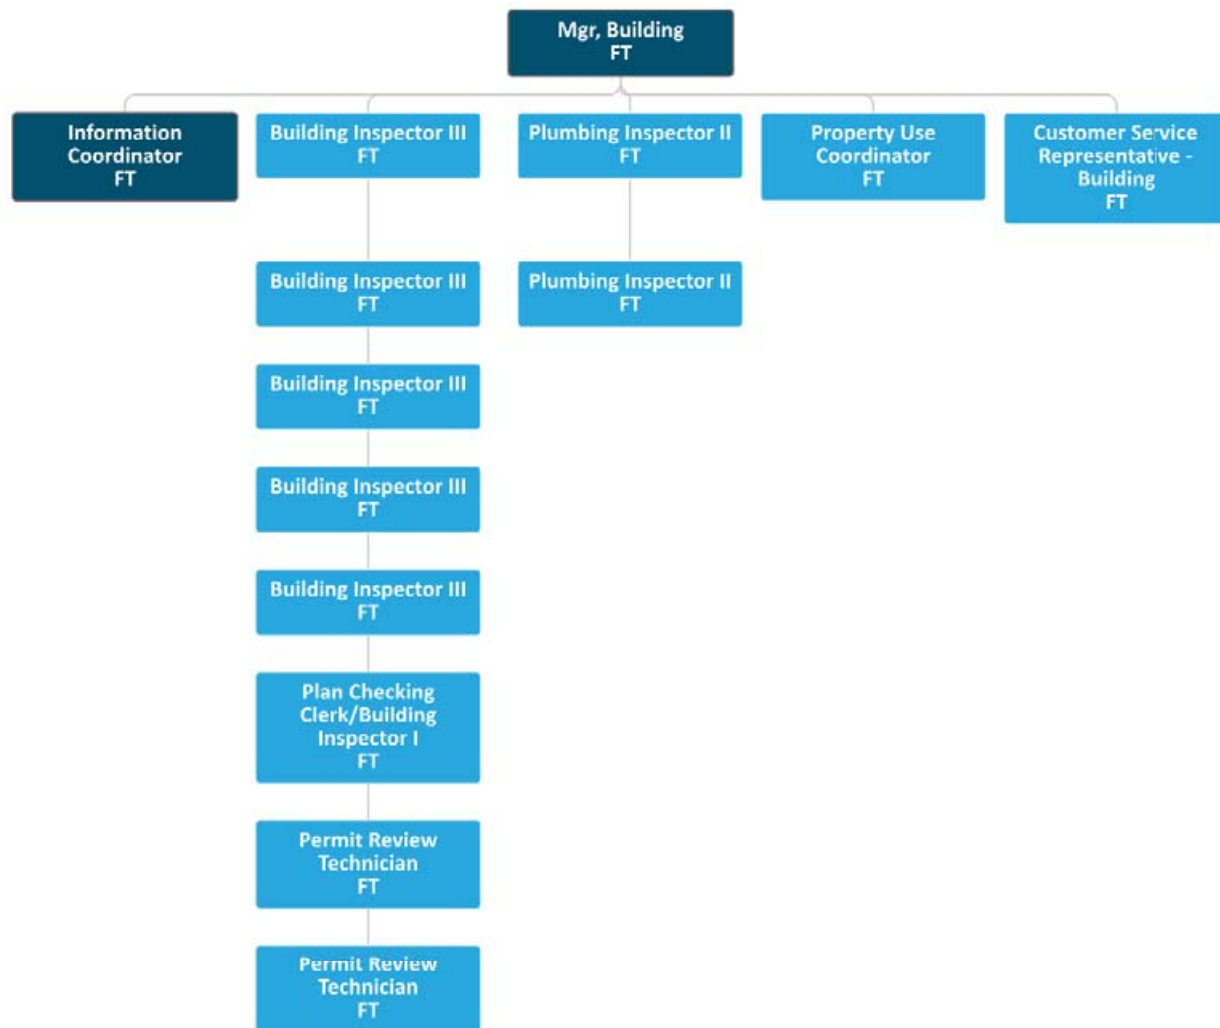 Mgr, Building
FT
Information
Coordinator
FT
Building Inspector III
FT
Plumbing Inspector II
FT
Property Use
Coordinator
FT
Customer Service
Representative -
Building
FT
Building Inspector III
FT
Plumbing Inspector II
FT
Building Inspector III
FT
Building Inspector III
FT
Building Inspector III
FT
Plan Checking
Clerk/Building
Inspector I
FT
Permit Review
Technician
FT
Permit Review
Technician
FT